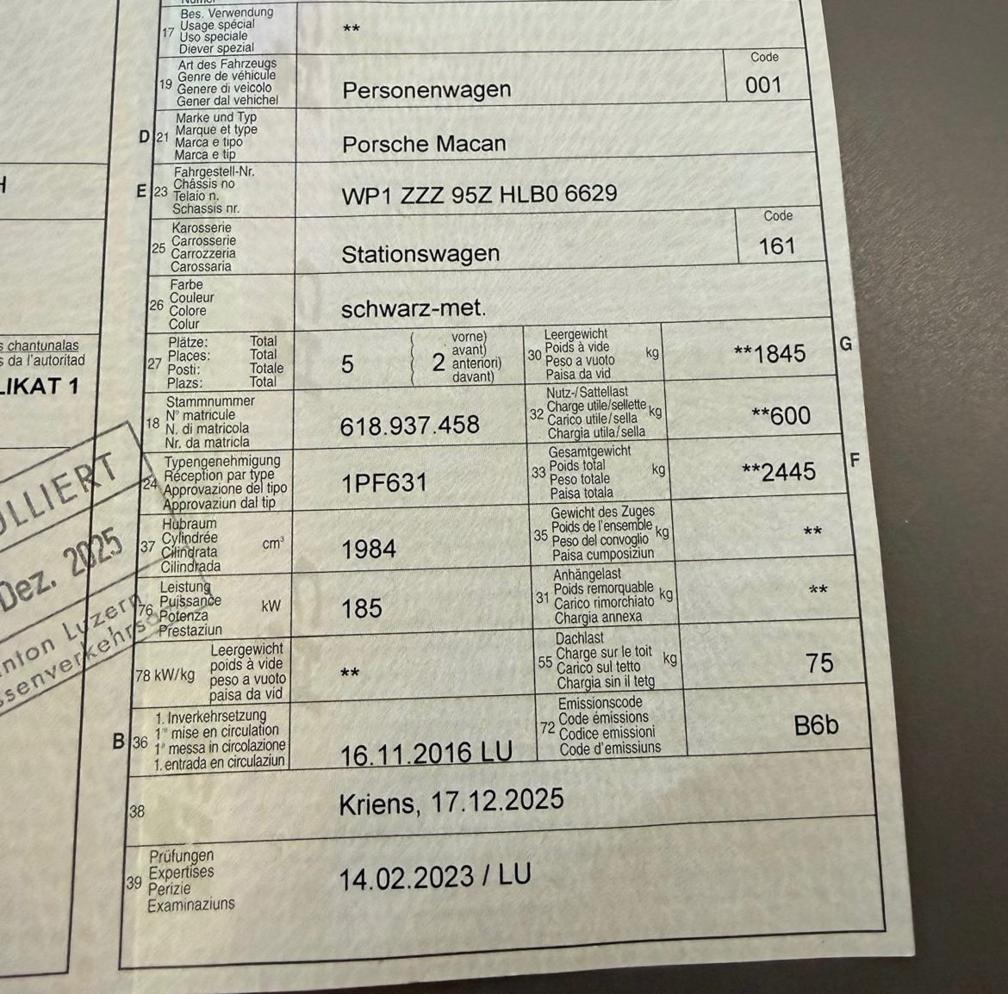 17
Bes. Verwendung
Usage spécial
Uso speciale
Diever spezial
**
19
Art des Fahrzeugs
Genre de véhicule
Genere di veicolo
Gener dal vehichel
Personenwagen
Code
001
D 21
Marke und Typ
Marque et type
Marca e tipo
Marca e tip
Porsche Macan
E 23
Fahrgestell-Nr.
Châssis no
Telaio n.
Schassis nr.
WP1 ZZZ 95Z HLB0 6629
25
Karosserie
Carrosserie
Carrozzeria
Carossaria
Stationswagen
Code
161
26
Farbe
Couleur
Colore
Colur
schwarz-met.
27
Plätze: Total
Places: Total
Posti: Totale
Plazs: Total
5
2
vorne)
avant)
anteriori)
davant)
30
Leergewicht
Poids à vide
Peso a vuoto
Paisa da vid
kg
**1845
G
18
Stammnummer
N° matricule
N. di matricola
Nr. da matricla
618.937.458
32
Nutz-/Sattellast
Charge utile/sellette
Carico utile/sella
Chargia utila/sella
kg
**600
24
Typengenehmigung
Réception par type
Approvazione del tipo
Approvaziun dal tip
1PF631
33
Gesamtgewicht
Poids total
Peso totale
Paisa totala
kg
**2445
F
37
Hubraum
Cylindrée
Cilindrata
Cilindrada
cm³
1984
35
Gewicht des Zuges
Poids de l'ensemble
Peso del convoglio
Paisa cumposiziun
kg
**
76
Leistung
Puissance
Potenza
Prestaziun
kW
185
31
Anhängelast
Poids remorquable
Carico rimorchiato
Chargia annexa
kg
**
78 kW/kg
Leergewicht
poids à vide
peso a vuoto
paisa da vid
**
55
Dachlast
Charge sur le toit
Carico sul tetto
Chargia sin il tetg
kg
75
B 36
1. Inverkehrsetzung
1re mise en circulation
1a messa in circolazione
1. entrada en circulaziun
16.11.2016 LU
72
Emissionscode
Code émissions
Codice emissioni
Code d'emissiuns
B6b
38
Kriens, 17.12.2025
39
Prüfungen
Expertises
Perizie
Examinaziuns
14.02.2023 / LU
H
s chantunalas
s da l'autoritad
LIKAT 1
ULLIERT
Dez. 2025
nton Luzern
ssenverkehrs